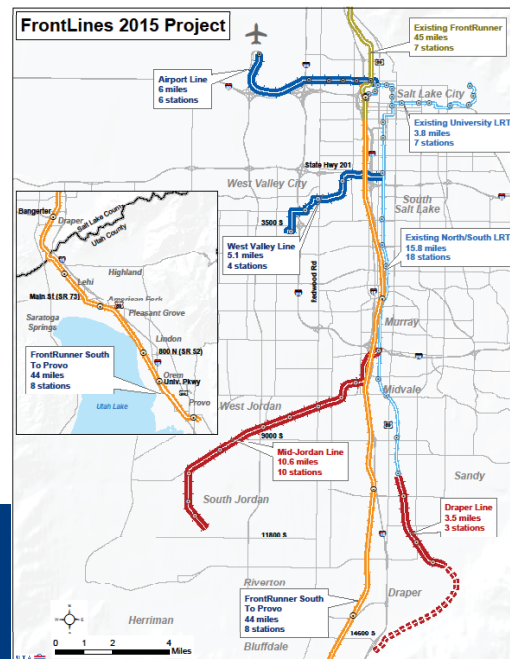 FrontLines 2015 Project
Existing FrontRunner
45 miles
7 stations
Airport Line
6 miles
6 stations
Salt Lake City
Existing University LRT
3.8 miles
7 stations
State Hwy 201
West Valley City
South
Salt Lake
3500 S
West Valley Line
5.1 miles
4 stations
Redwood Rd
Existing North/South LRT
15.8 miles
18 stations
Bangerter
Draper
Salt Lake County
Utah County
Highland
Lehi
Main St (SR 73)
American Fork
Saratoga
Springs
Pleasant Grove
Lindon
800 N (SR 52)
Orem
Univ. Pkwy
Provo
FrontRunner South
To Provo
44 miles
8 stations
Utah Lake
Murray
Midvale
West Jordan
9000 S
Mid-Jordan Line
10.6 miles
10 stations
Sandy
South Jordan
Draper Line
3.5 miles
3 stations
11800 S
Riverton
FrontRunner South
To Provo
44 miles
8 stations
Draper
Herriman
14600 S
Bluffdale
0 1 2 4
Miles